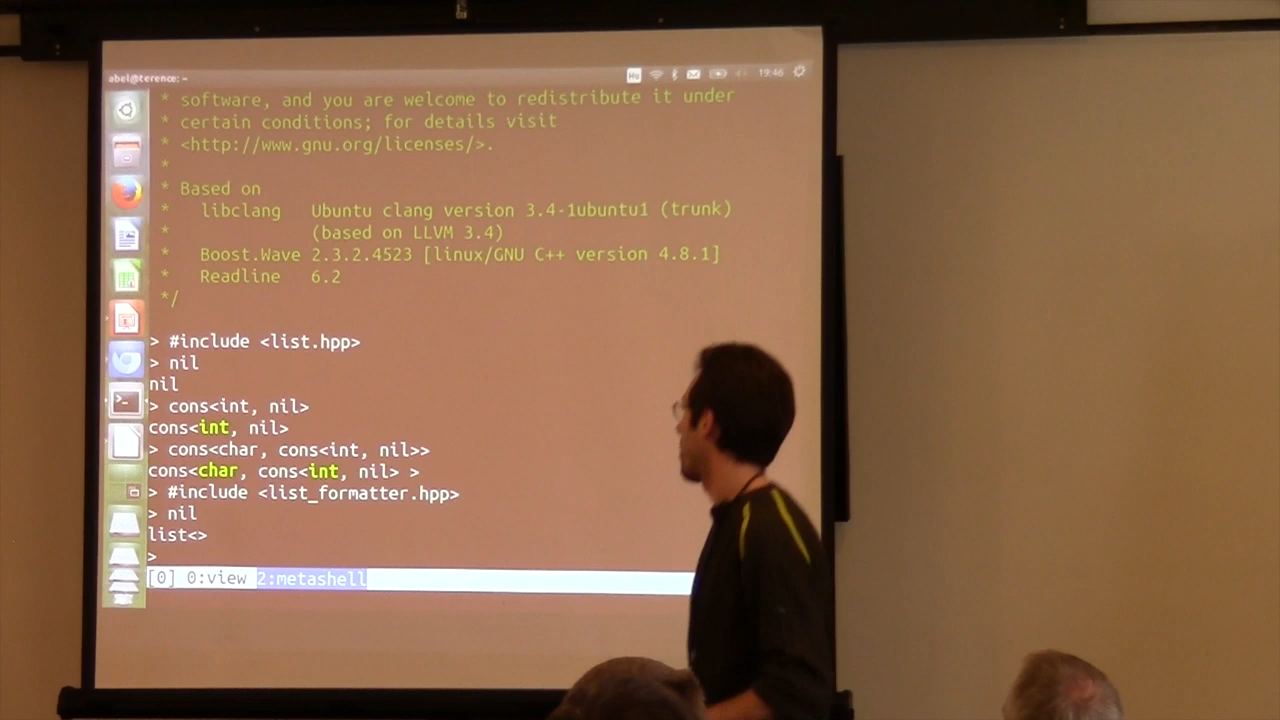 abel@terence: ~
Hu 19:46
* software, and you are welcome to redistribute it under
* certain conditions; for details visit
* <http://www.gnu.org/licenses/>.
*
* Based on
* libclang Ubuntu clang version 3.4-1ubuntu1 (trunk)
* (based on LLVM 3.4)
* Boost.Wave 2.3.2.4523 [linux/GNU C++ version 4.8.1]
* Readline 6.2
*/
> #include <list.hpp>
> nil
nil
> cons<int, nil>
cons<int, nil>
> cons<char, cons<int, nil>>
cons<char, cons<int, nil> >
> #include <list_formatter.hpp>
> nil
list<>
>
[0] 0:view 2:metashell